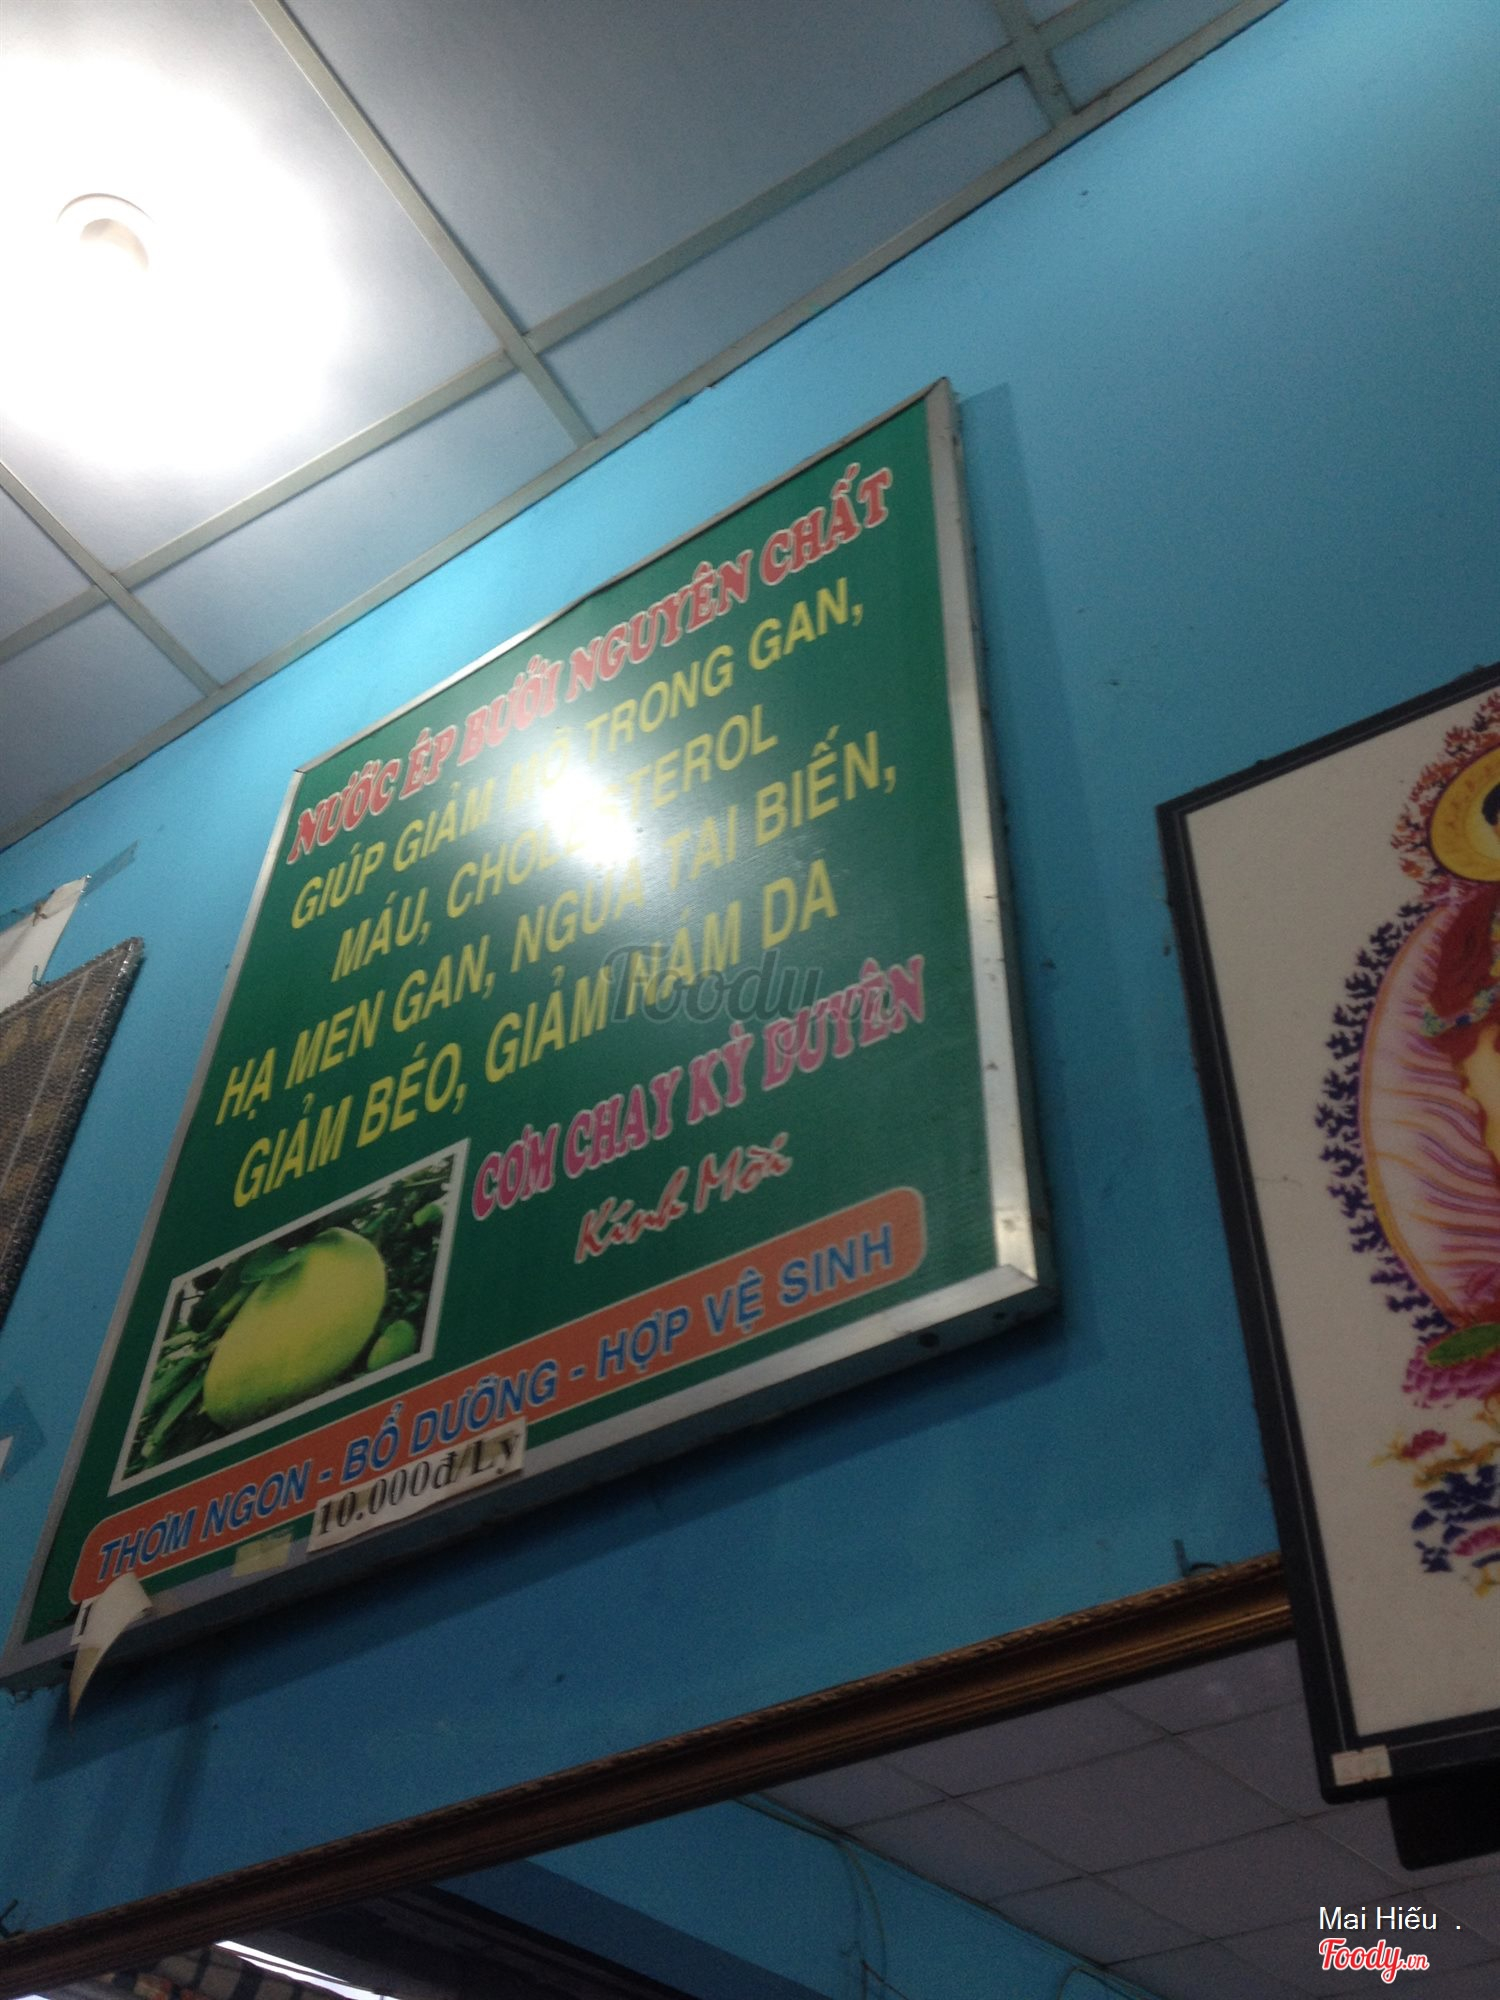 NƯỚC ÉP BƯỞI NGUYÊN CHẤT
GIÚP GIẢM MỠ TRONG GAN,
MÁU, CHOLESTEROL
HẠ MEN GAN, NGỪA TAI BIẾN,
GIẢM BÉO, GIẢM NÁM DA
CƠM CHAY KỲ DUYÊN
Kính Mời
THƠM NGON - BỔ DƯỠNG - HỢP VỆ SINH
10.000đ/Ly
Foody.vn
Mai Hiếu .
Foody.vn